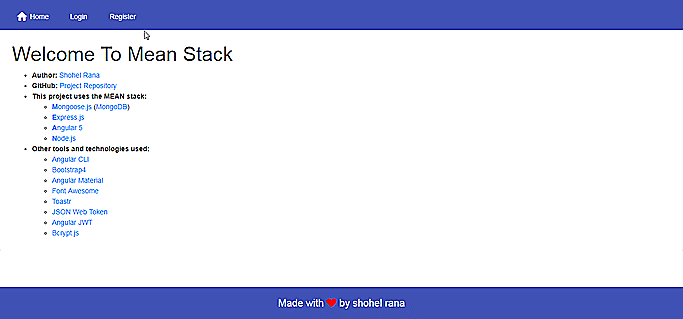 Home Login Register
Welcome To Mean Stack
Author: Shohel Rana
GitHub: Project Repository
This project uses the MEAN stack:
Mongoose.js (MongoDB)
Express.js
Angular 5
Node.js
Other tools and technologies used:
Angular CLI
Bootstrap4
Angular Material
Font Awesome
Toastr
JSON Web Token
Angular JWT
Bcrypt.js
Made with ❤ by shohel rana